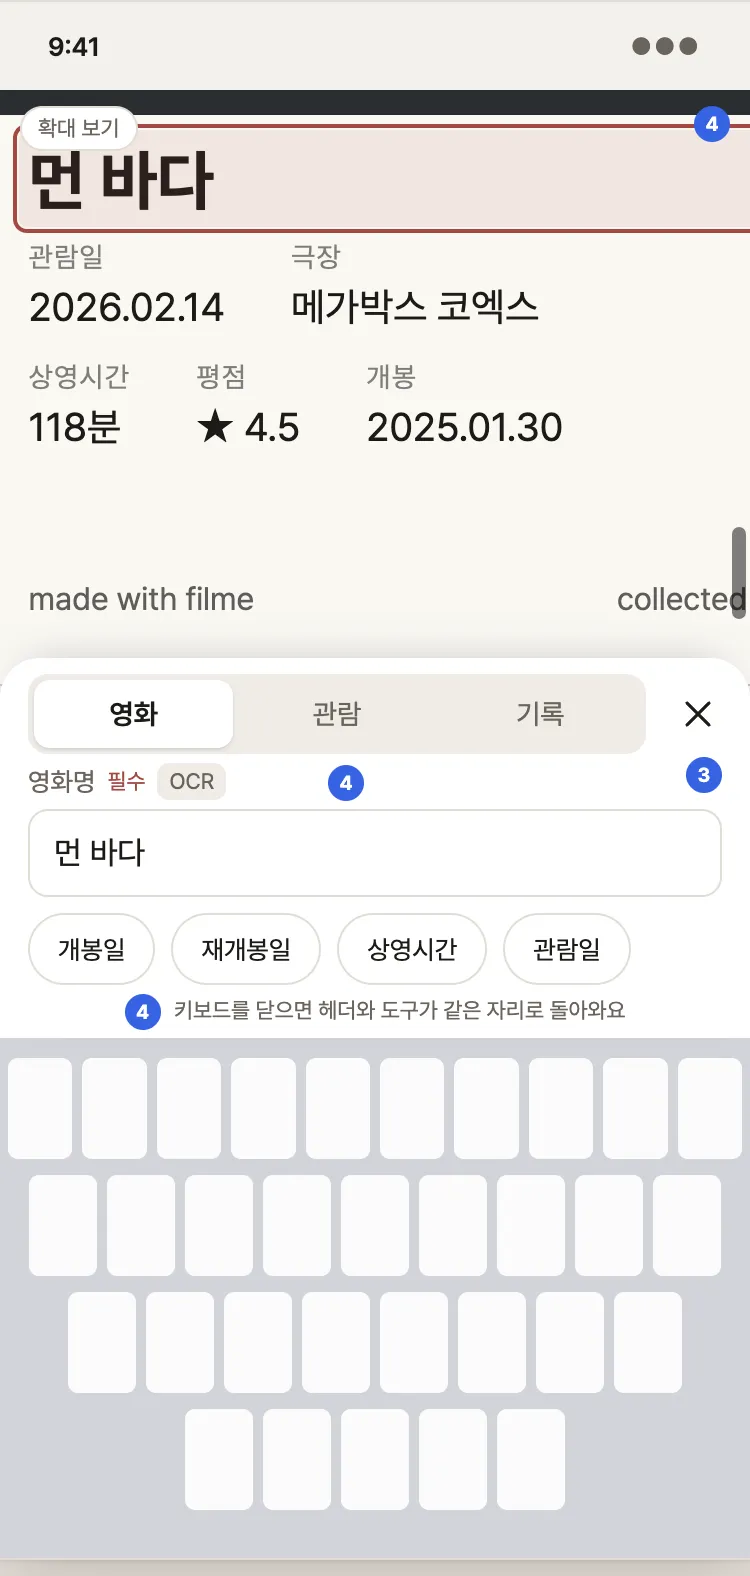 9:41
확대 보기
4
먼 바다
관람일 극장
2026.02.14 메가박스 코엑스
상영시간 평점 개봉
118분 ★ 4.5 2025.01.30
made with filme collected
영화 관람 기록
영화명 필수 OCR 4 3
먼 바다
개봉일 재개봉일 상영시간 관람일
4 키보드를 닫으면 헤더와 도구가 같은 자리로 돌아와요